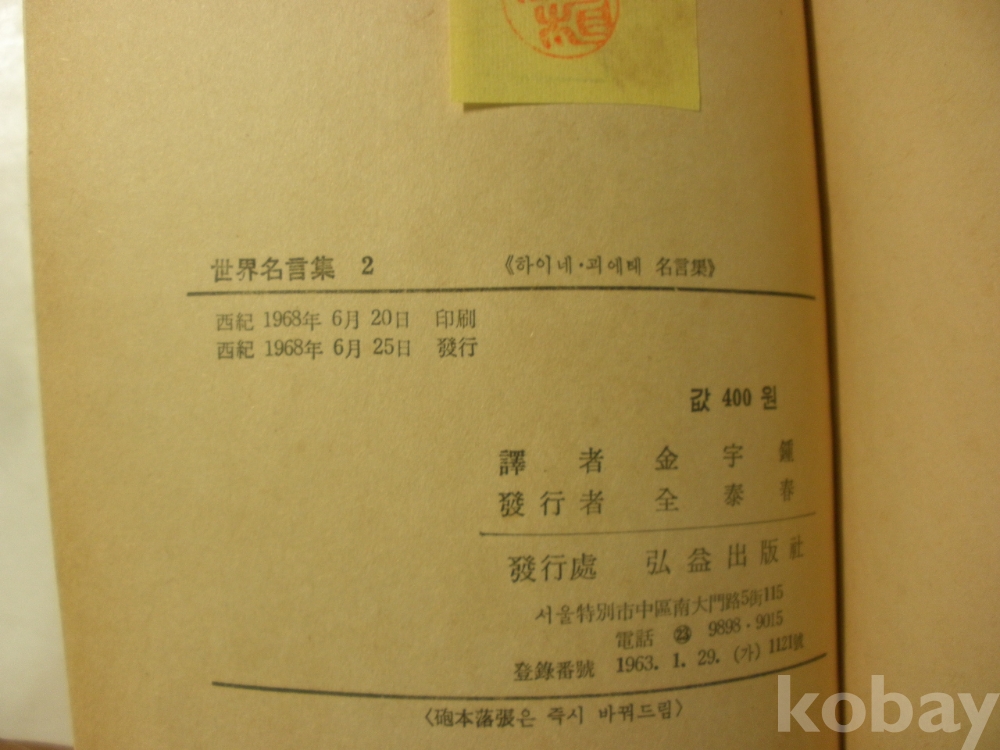 世界名言集 2 《하이네·괴에테 名言集》
西紀 1968年 6月 20日 印刷
西紀 1968年 6月 25日 發行
값 400 원
譯者 金宇鍾
發行者 全泰春
發行處 弘益出版社
서울特別市中區南大門路5街115
電話 ㉓ 9898·9015
登錄番號 1963. 1. 29. (가) 1121號
〈破本落張은 즉시 바꿔드림〉
kobay